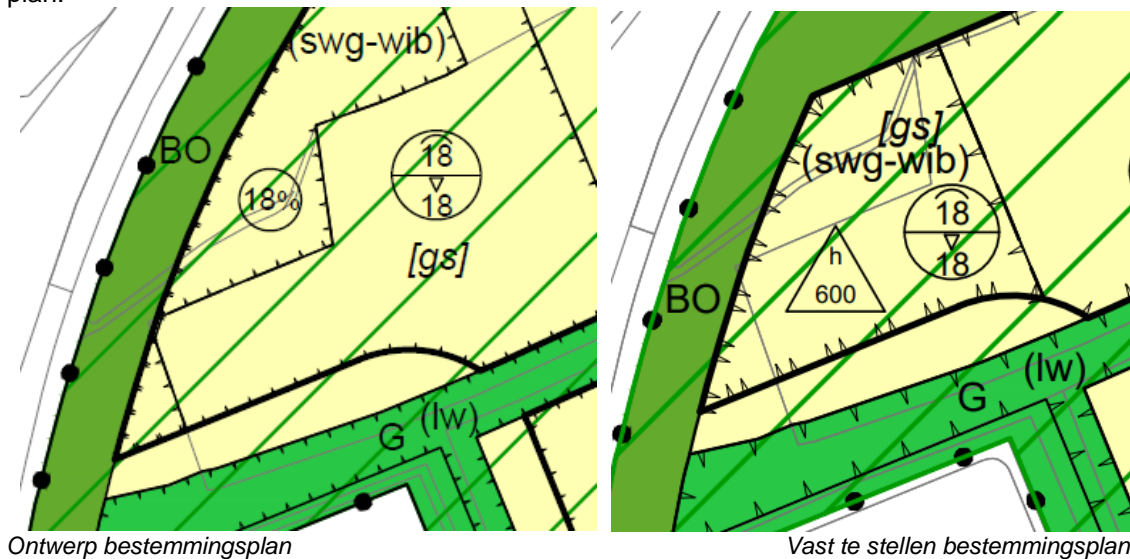 plan.
(swg-wib)
BO
18%
18
18
[gs]
(lw)
G
[gs]
(swg-wib)
18
18
h
600
BO
(lw)
G
Ontwerp bestemmingsplan
Vast te stellen bestemmingsplan